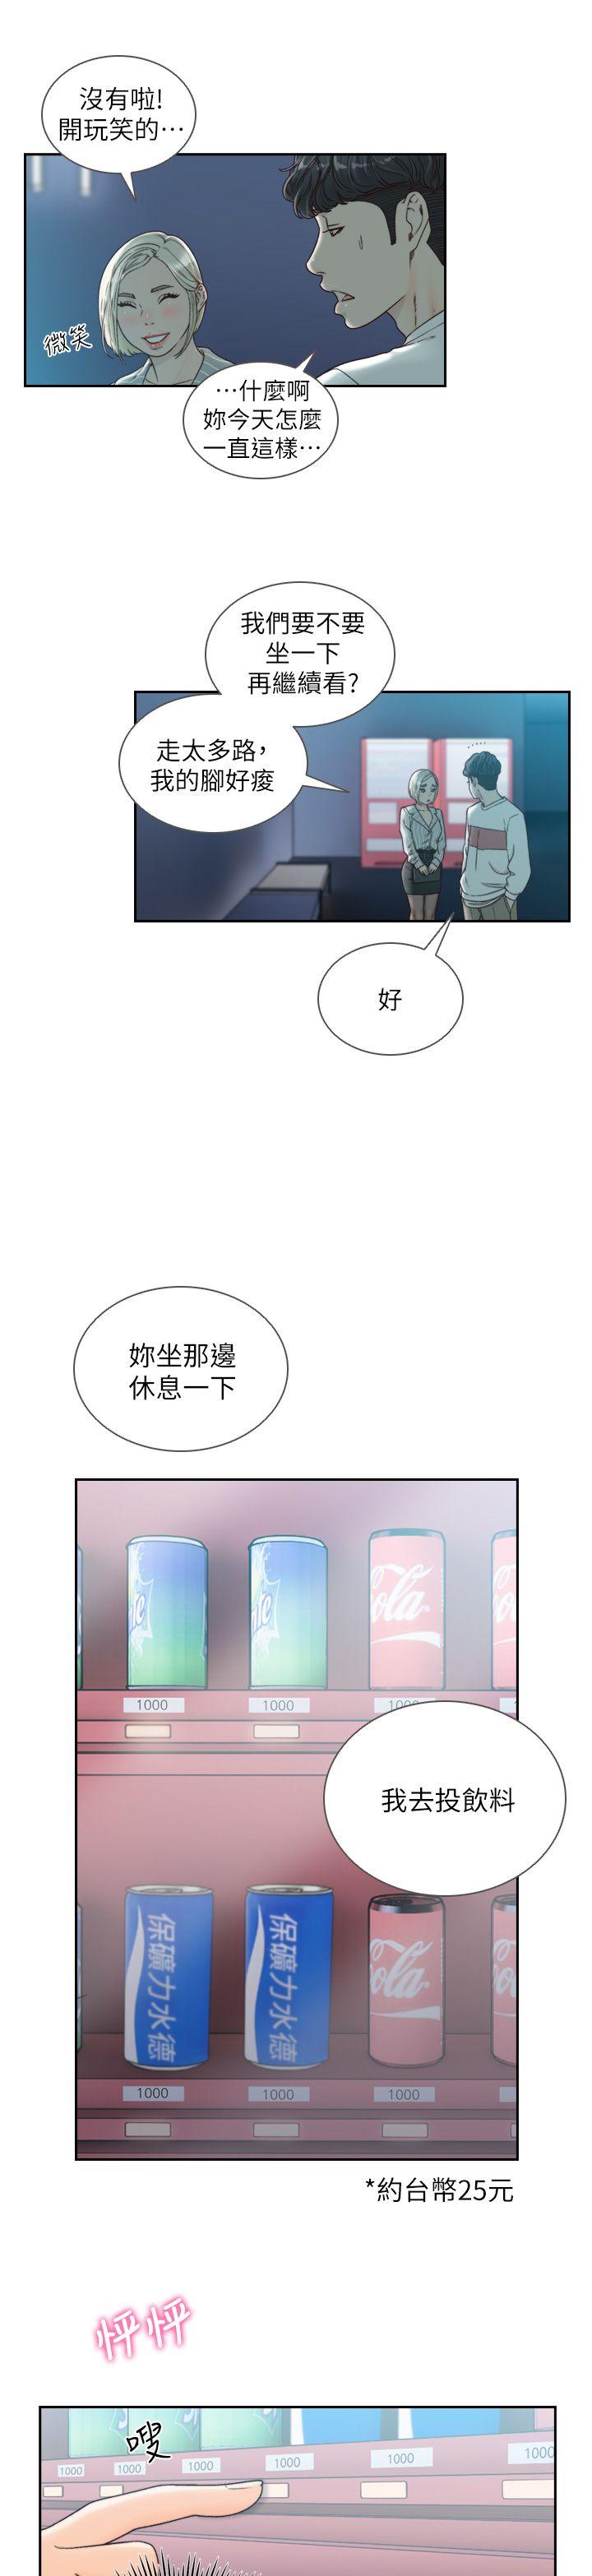 沒有啦!
開玩笑的…
微笑
…什麼啊
妳今天怎麼
一直這樣…
我們要不要
坐一下
再繼續看?
走太多路,
我的腳好痠
好
妳坐那邊
休息一下
cola
1000
1000
我去投飲料
保礦力水德
保礦力水德
Cola
1000
1000
1000
*約台幣25元
怦怦
嗖
1000
1000
1000
1000
1000
1000